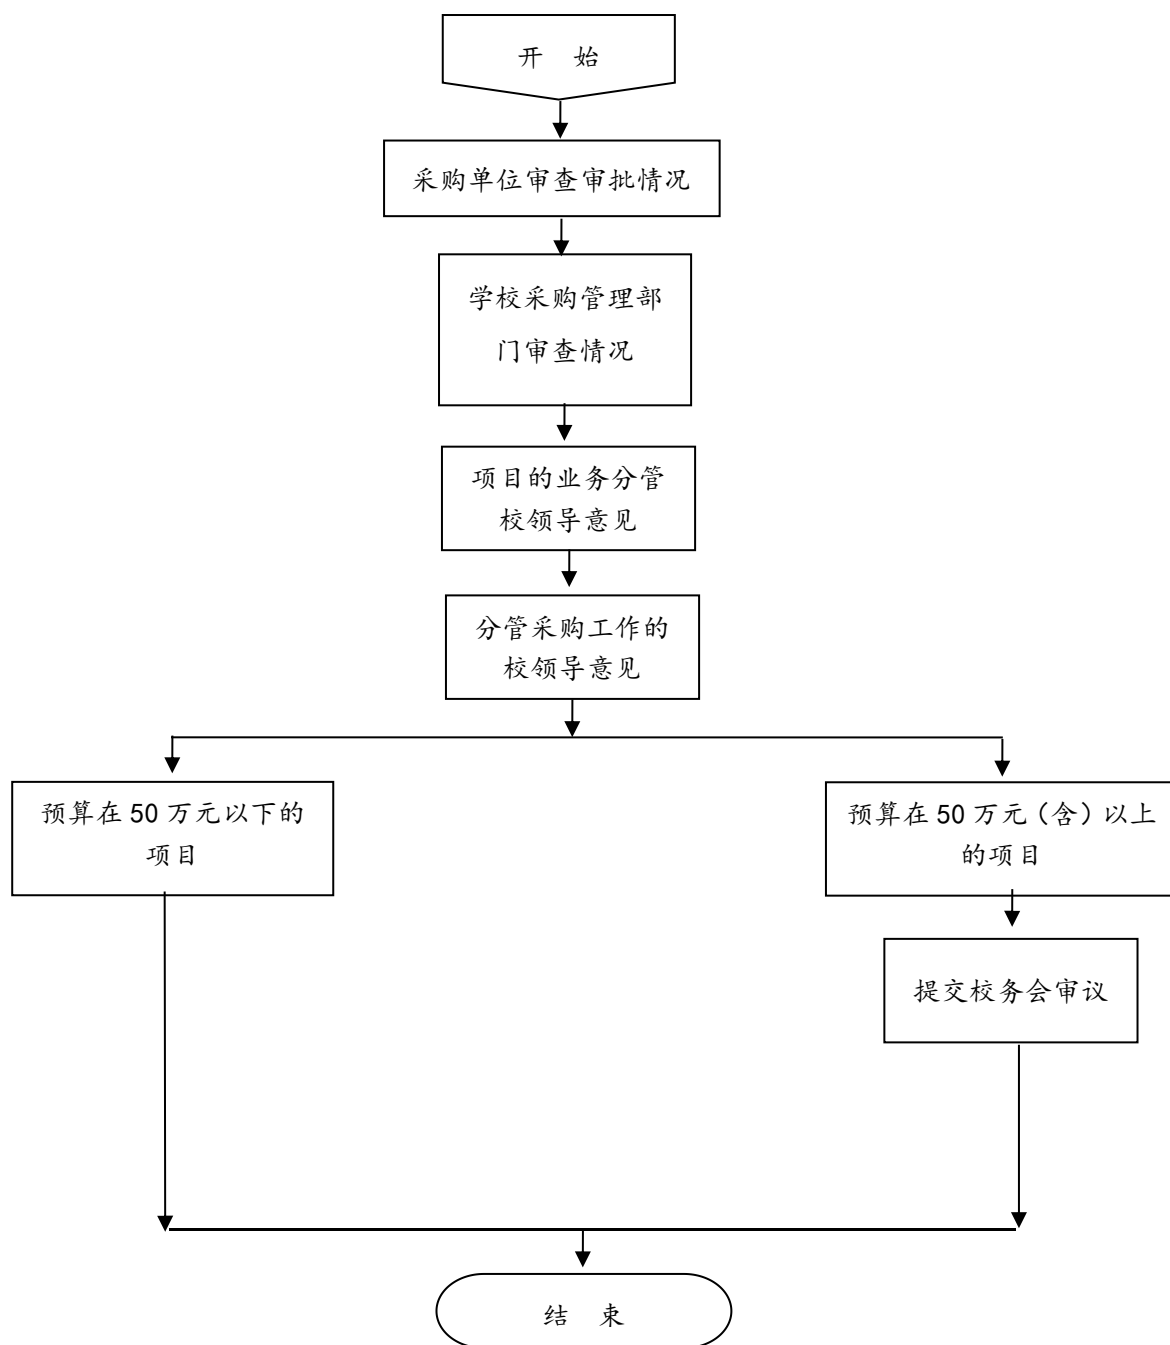 开 始
采购单位审查审批情况
学校采购管理部
门审查情况
项目的业务分管
校领导意见
分管采购工作的
校领导意见
预算在 50 万元以下的
项目
预算在 50 万元（含）以上
的项目
提交校务会审议
结 束